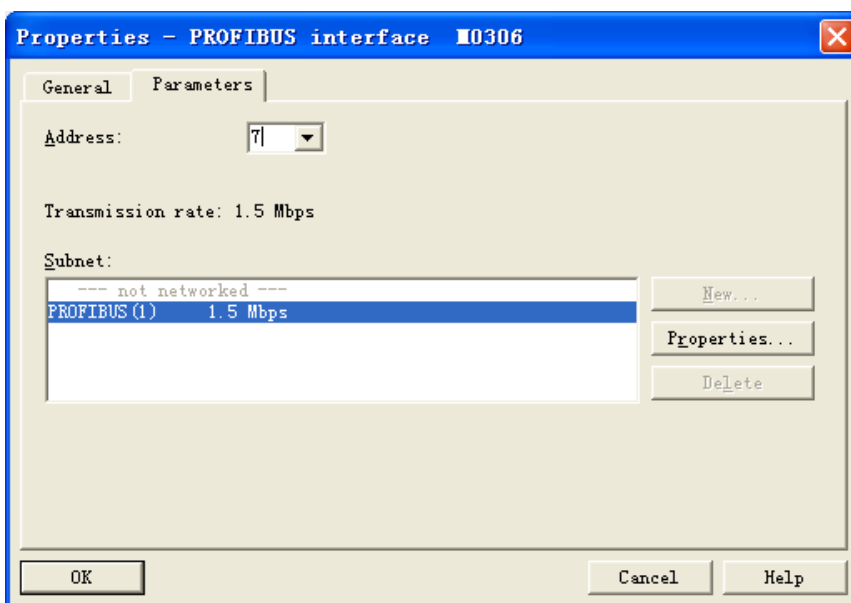 Properties - PROFIBUS interface M0306
General Parameters
Address: 7
Transmission rate: 1.5 Mbps
Subnet:
--- not networked ---
PROFIBUS(1) 1.5 Mbps
New...
Properties...
Delete
OK Cancel Help